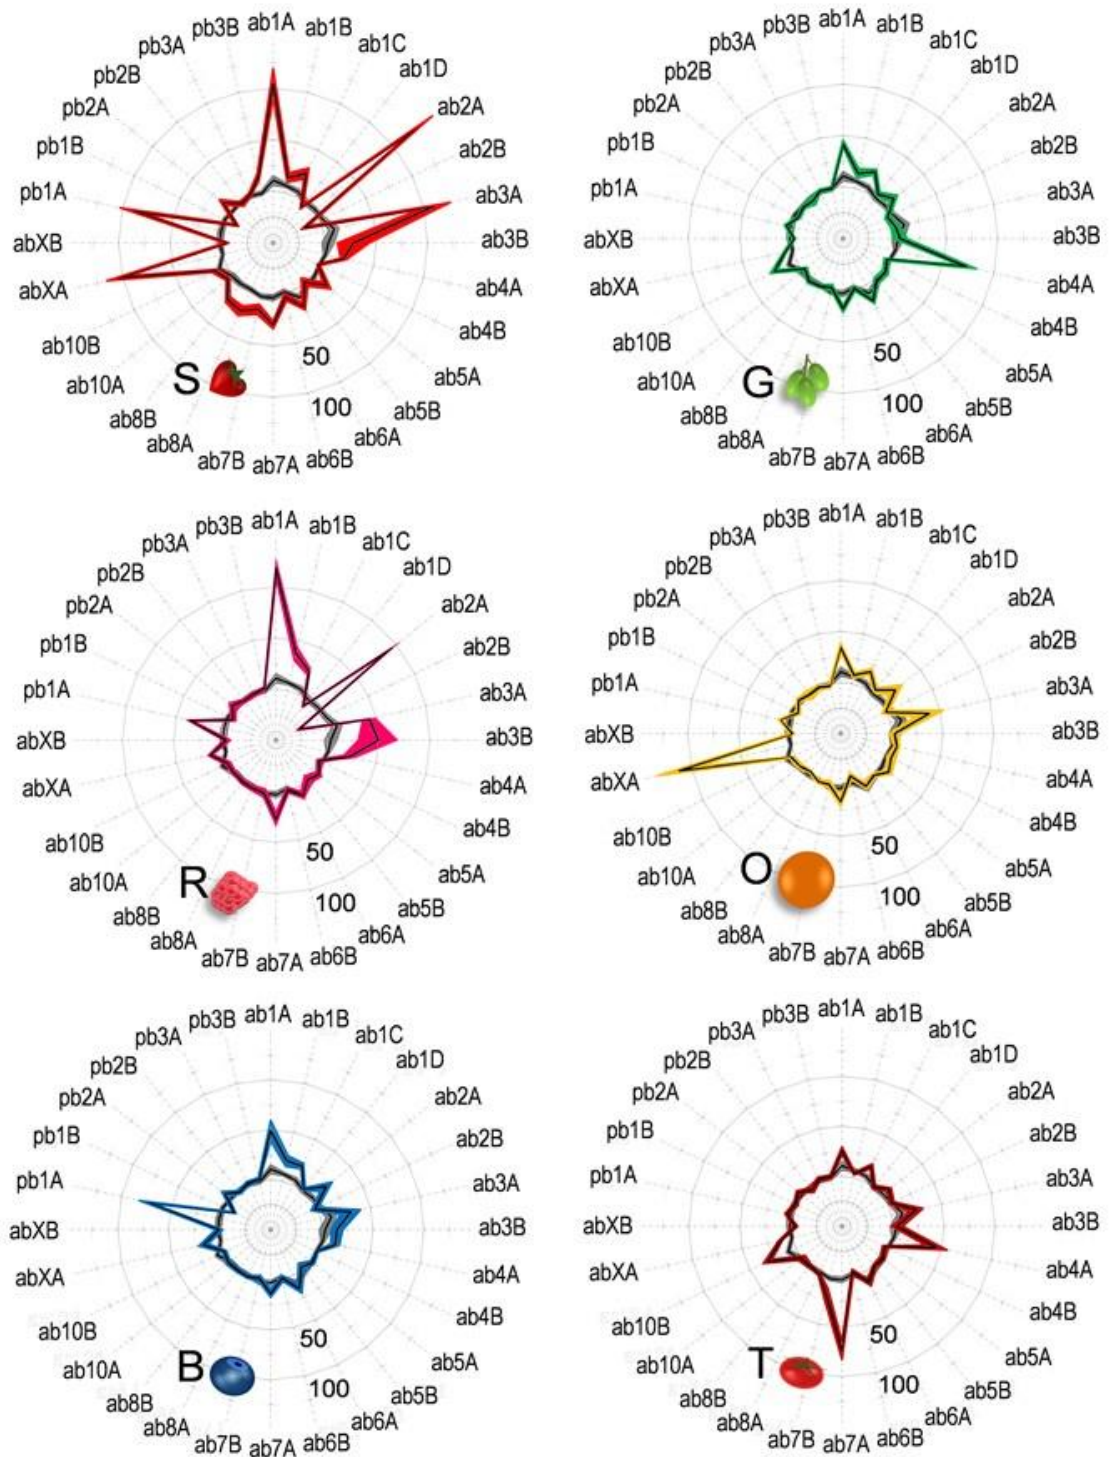 ab1A
ab1B
ab1C
ab1D
ab2A
ab2B
ab3A
ab3B
ab4A
ab4B
ab5A
ab5B
ab6A
ab6B
ab7A
ab7B
ab8A
ab8B
ab10A
ab10B
abXA
abXB
pb1A
pb1B
pb2A
pb2B
pb3A
pb3B
50
100
S
ab1A
ab1B
ab1C
ab1D
ab2A
ab2B
ab3A
ab3B
ab4A
ab4B
ab5A
ab5B
ab6A
ab6B
ab7A
ab7B
ab8A
ab8B
ab10A
ab10B
abXA
abXB
pb1A
pb1B
pb2A
pb2B
pb3A
pb3B
50
100
G
ab1A
ab1B
ab1C
ab1D
ab2A
ab2B
ab3A
ab3B
ab4A
ab4B
ab5A
ab5B
ab6A
ab6B
ab7A
ab7B
ab8A
ab8B
ab10A
ab10B
abXA
abXB
pb1A
pb1B
pb2A
pb2B
pb3A
pb3B
50
100
R
ab1A
ab1B
ab1C
ab1D
ab2A
ab2B
ab3A
ab3B
ab4A
ab4B
ab5A
ab5B
ab6A
ab6B
ab7A
ab7B
ab8A
ab8B
ab10A
ab10B
abXA
abXB
pb1A
pb1B
pb2A
pb2B
pb3A
pb3B
50
100
O
ab1A
ab1B
ab1C
ab1D
ab2A
ab2B
ab3A
ab3B
ab4A
ab4B
ab5A
ab5B
ab6A
ab6B
ab7A
ab7B
ab8A
ab8B
ab10A
ab10B
abXA
abXB
pb1A
pb1B
pb2A
pb2B
pb3A
pb3B
50
100
B
ab1A
ab1B
ab1C
ab1D
ab2A
ab2B
ab3A
ab3B
ab4A
ab4B
ab5A
ab5B
ab6A
ab6B
ab7A
ab7B
ab8A
ab8B
ab10A
ab10B
abXA
abXB
pb1A
pb1B
pb2A
pb2B
pb3A
pb3B
50
100
T